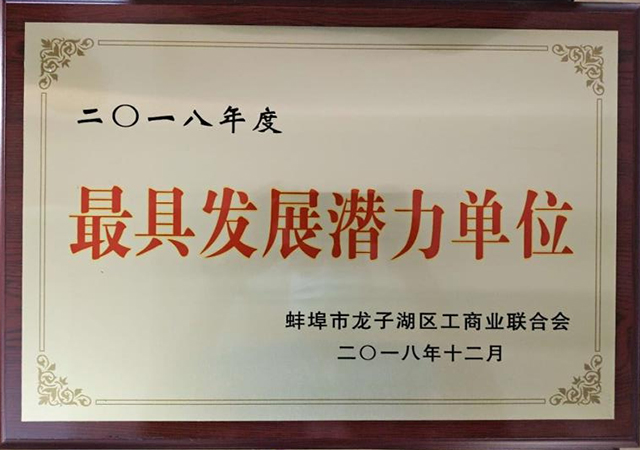 二〇一八年度
最具发展潜力单位
蚌埠市龙子湖区工商业联合会
二〇一八年十二月